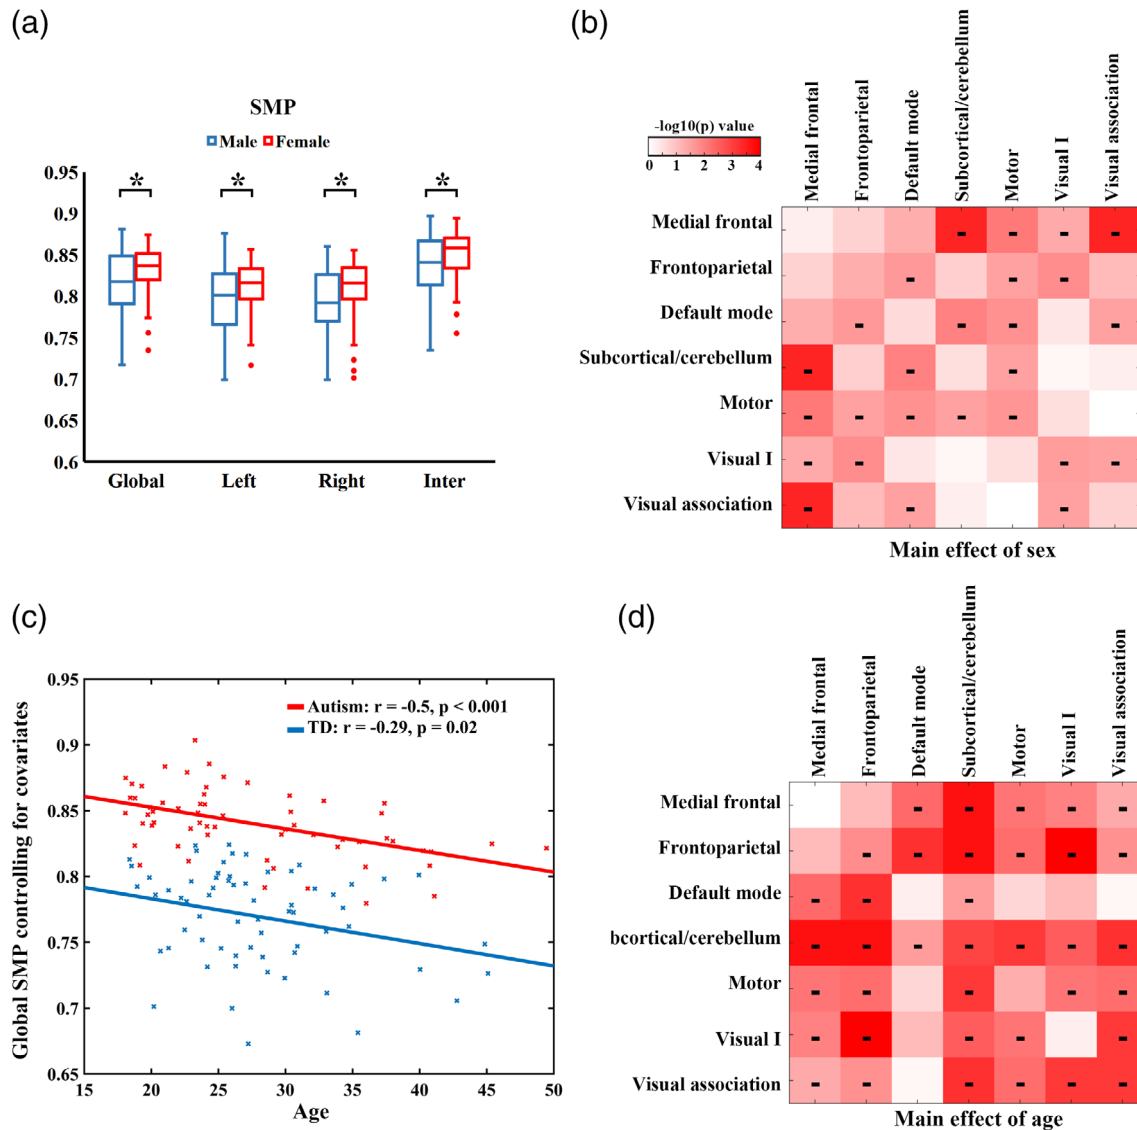 (a)
SMP
Male Female
0.95
0.9
0.85
0.8
0.75
0.7
0.65
0.6
* * * *
Global Left Right Inter
(b)
-log10(p) value
0 1 2 3 4
Medial frontal
Frontoparietal
Default mode
Subcortical/cerebellum
Motor
Visual I
Visual association
Medial frontal
Frontoparietal
Default mode
Subcortical/cerebellum
Motor
Visual I
Visual association
Main effect of sex
(c)
Global SMP controlling for covariates
0.95
0.9
0.85
0.8
0.75
0.7
0.65
Autism: r = -0.5, p < 0.001
TD: r = -0.29, p = 0.02
15 20 25 30 35 40 45 50
Age
(d)
Medial frontal
Frontoparietal
Default mode
Subcortical/cerebellum
Motor
Visual I
Visual association
Medial frontal
Frontoparietal
Default mode
bcortical/cerebellum
Motor
Visual I
Visual association
Main effect of age